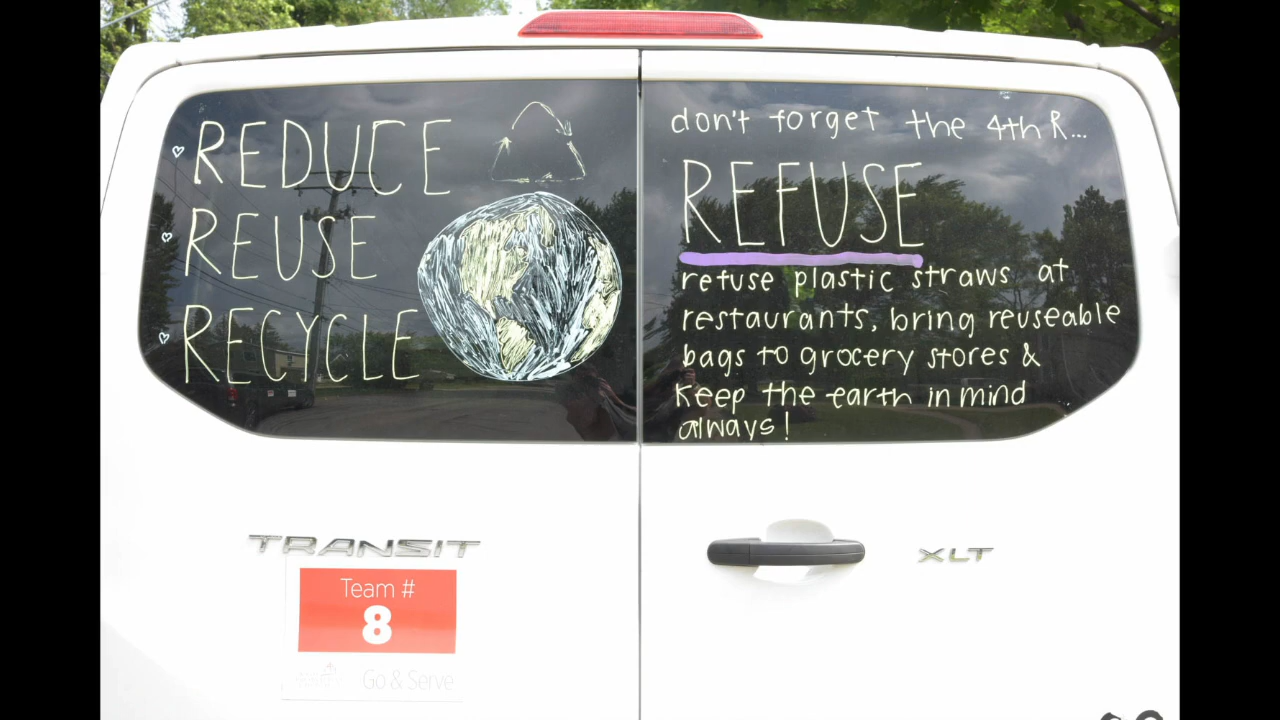 REDUCE
REUSE
RECYCLE
don't forget the 4th R...
REFUSE
refuse plastic straws at
restaurants, bring reuseable
bags to grocery stores &
keep the earth in mind
always!
TRANSIT
XLT
Team #
8
Go & Serve